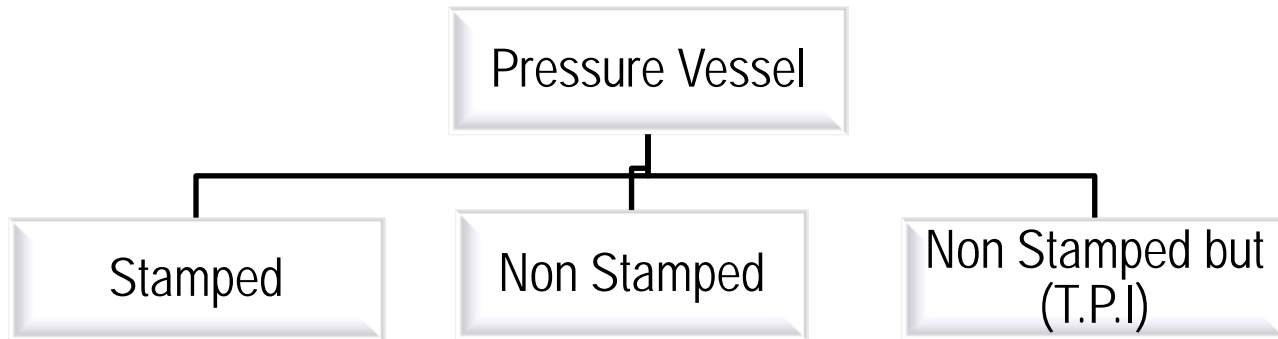 Pressure Vessel
Stamped
Non Stamped
Non Stamped but
(T.P.I)